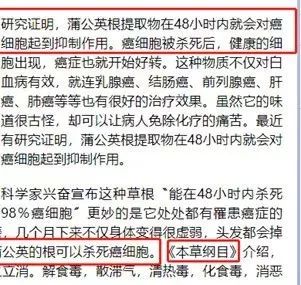 研究证明，蒲公英根提取物在48小时内就会对癌
细胞起到抑制作用。癌细胞被杀死后，健康的细
胞出现，癌症也就开始好转。这种物质不仅对白
血病有效，就连乳腺癌、结肠癌、前列腺癌、肝
癌、肺癌等等也有很好的治疗效果。虽然它的味
道很古怪，却可以让病人免除化疗的痛苦。最近
有研究证明，蒲公英根提取物在48小时内就会对
癌细胞起到抑制作用。
科学家兴奋宣布这种草根“能在48小时内杀死
98%癌细胞”更妙的是它处处都有罹患癌症的
，几个月下来不仅身体变得很虚弱，头发都会掉
公英的根可以杀死癌细胞。《本草纲目》介绍，
立消。解食毒，散滞气，清热毒，化食毒，消恶